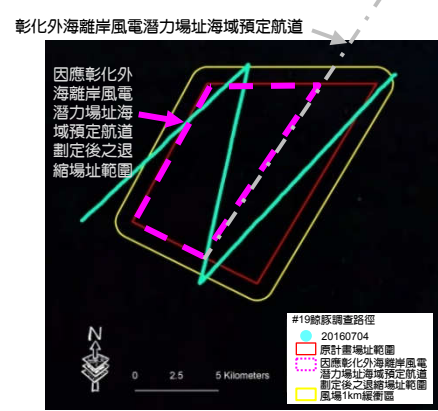 彰化外海離岸風電潛力場址海域預定航道
因應彰化外
海離岸風電
潛力場址海
域預定航道
劃定後之退
縮場址範圍
N
0 2.5 5 Kilometers
#19鯨豚調查路徑
20160704
原計畫場址範圍
因應彰化外海離岸風電
潛力場址海域預定航道
劃定後之退縮場址範圍
風場1km緩衝區